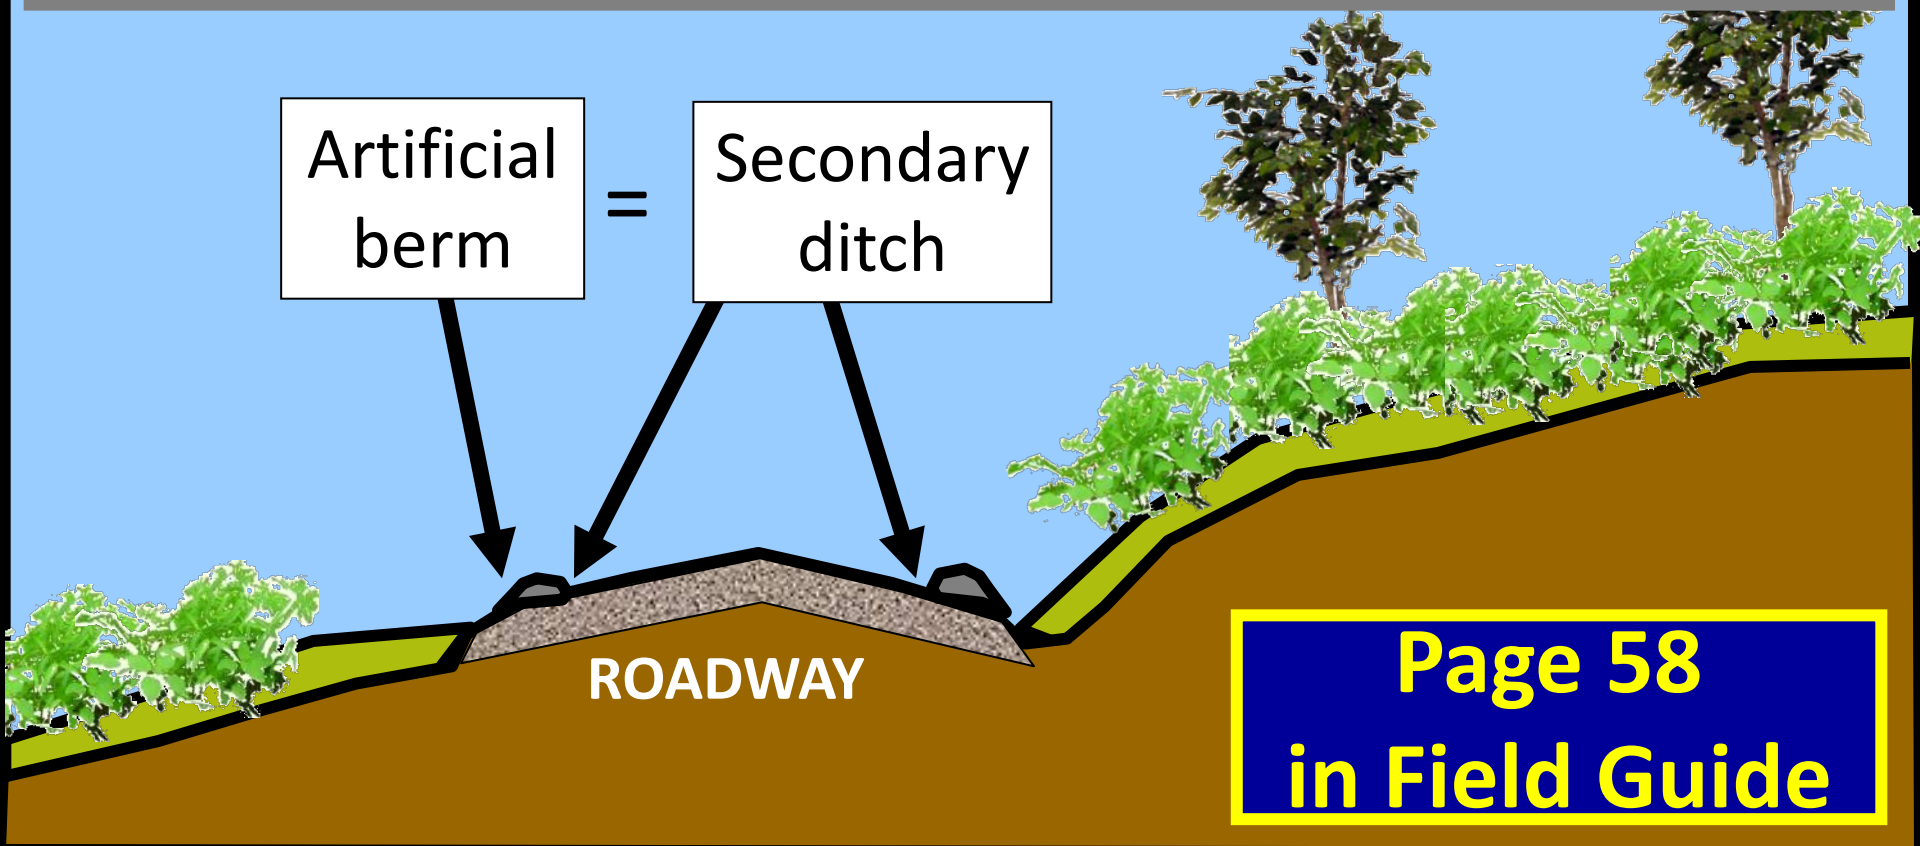 Artificial
berm
=
Secondary
ditch
ROADWAY
Page 58
in Field Guide